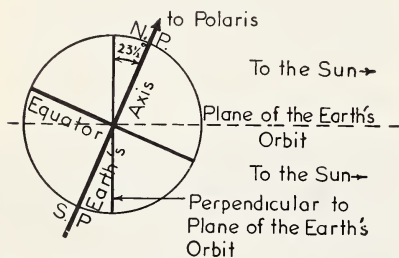 to Polaris
N. P.
23½°
To the Sun→
Axis
Equator
Plane of the Earth's
Orbit
Earth's
To the Sun→
S. P.
Perpendicular to
Plane of the Earth's
Orbit